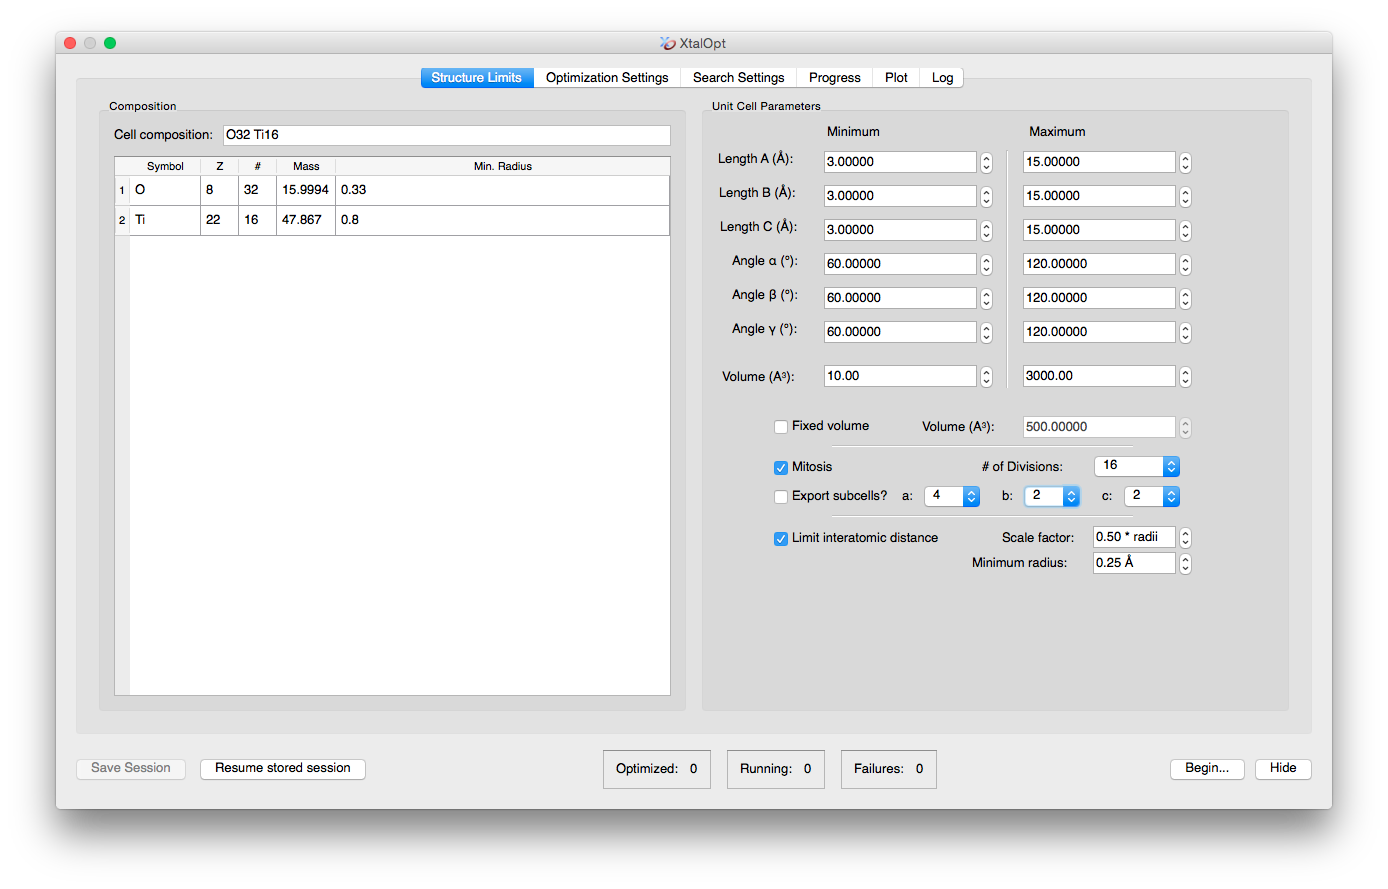 XtalOpt
Structure Limits Optimization Settings Search Settings Progress Plot Log
Composition
Cell composition: O32 Ti16
Symbol Z # Mass Min. Radius
1 O 8 32 15.9994 0.33
2 Ti 22 16 47.867 0.8
Unit Cell Parameters
Minimum Maximum
Length A (Å): 3.00000 15.00000
Length B (Å): 3.00000 15.00000
Length C (Å): 3.00000 15.00000
Angle α (°): 60.00000 120.00000
Angle β (°): 60.00000 120.00000
Angle γ (°): 60.00000 120.00000
Volume (A³): 10.00 3000.00
Fixed volume Volume (A³): 500.00000
Mitosis # of Divisions: 16
Export subcells? a: 4 b: 2 c: 2
Limit interatomic distance Scale factor: 0.50 * radii
Minimum radius: 0.25 Å
Save Session Resume stored session Optimized: 0 Running: 0 Failures: 0 Begin... Hide